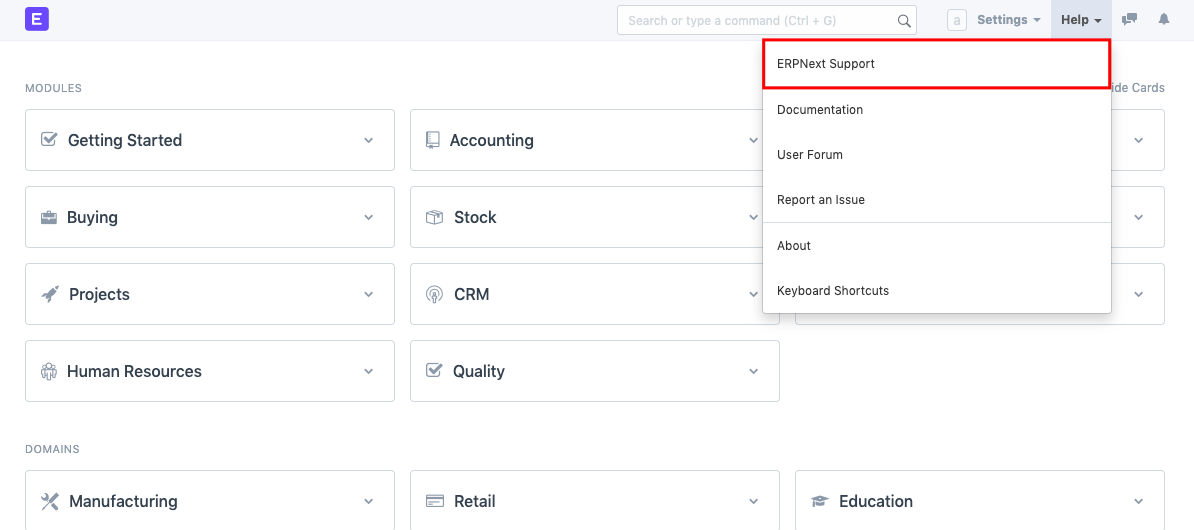 E
Search or type a command (Ctrl + G)
a
Settings
Help
ERPNext Support
Documentation
User Forum
Report an Issue
About
Keyboard Shortcuts
MODULES
Cards
Getting Started
Accounting
Buying
Stock
Projects
CRM
Human Resources
Quality
DOMAINS
Manufacturing
Retail
Education